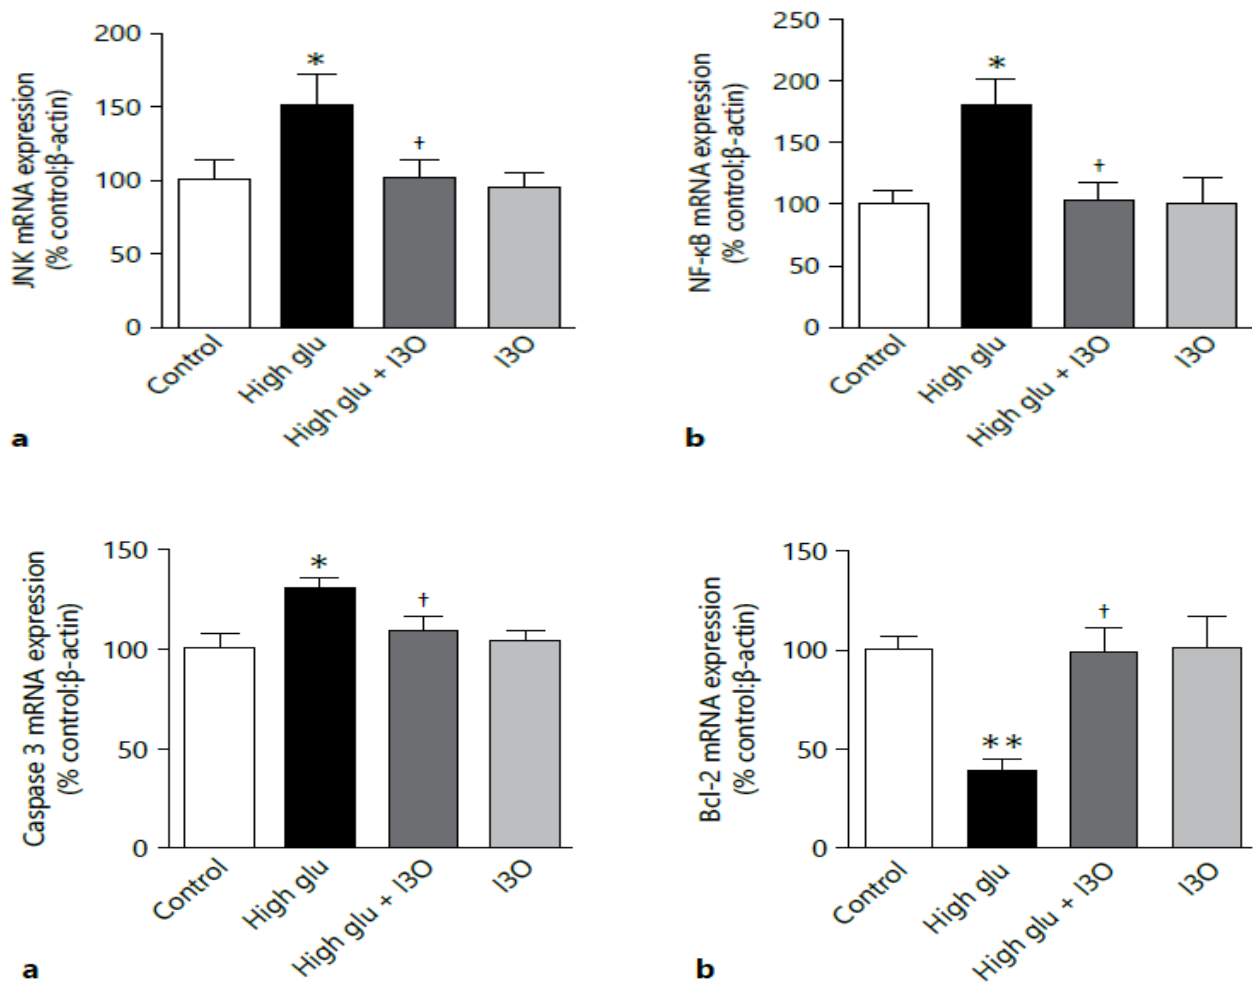 JNK mRNA expression
(% control:β-actin)
200
150
100
50
0
*
†
Control
High glu
High glu + I3O
I3O
a
NF-κB mRNA expression
(% control:β-actin)
250
200
150
100
50
0
*
†
Control
High glu
High glu + I3O
I3O
b
Caspase 3 mRNA expression
(% control:β-actin)
150
100
50
0
*
†
Control
High glu
High glu + I3O
I3O
a
Bcl-2 mRNA expression
(% control:β-actin)
150
100
50
0
**
†
Control
High glu
High glu + I3O
I3O
b